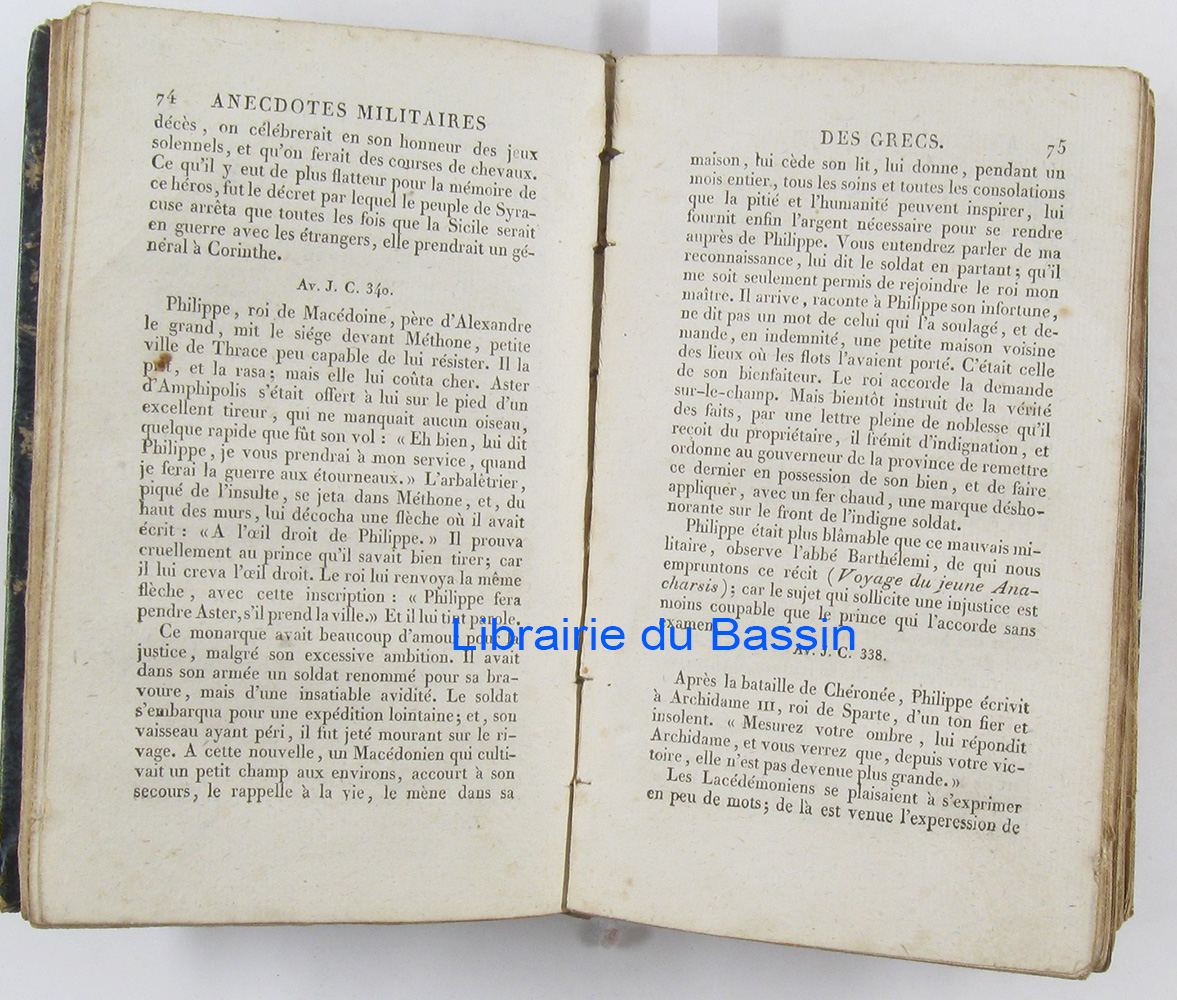 74 ANECDOTES MILITAIRES
décès, on célébrerait en son honneur des jeux
solennels, et qu'on ferait des courses de chevaux.
Ce qu'il y eut de plus flatteur pour la mémoire de
ce héros, fut le décret par lequel le peuple de Syra-
cuse arrêta que toutes les fois que la Sicile serait
en guerre avec les étrangers, elle prendrait un gé-
néral à Corinthe.
Av. J. C. 340.
Philippe, roi de Macédoine, père d'Alexandre
le grand, mit le siége devant Méthone, petite
ville de Thrace peu capable de lui résister. Il la
prit, et la rasa; mais elle lui coûta cher. Aster
d'Amphipolis s'était offert à lui sur le pied d'un
excellent tireur, qui ne manquait aucun oiseau,
quelque rapide que fût son vol : « Eh bien, lui dit
Philippe, je vous prendrai à mon service, quand
je ferai la guerre aux étourneaux. » L'arbalêtrier,
piqué de l'insulte, se jeta dans Méthone, et, du
haut des murs, lui décocha une flèche où il avait
écrit : « A l'œil droit de Philippe. » Il prouva
cruellement au prince qu'il savait bien tirer; car
il lui creva l'œil droit. Le roi lui renvoya la même
flèche, avec cette inscription : « Philippe fera
pendre Aster, s'il prend la ville. » Et il lui tint parole.
Ce monarque avait beaucoup d'amour pour la
justice, malgré son excessive ambition. Il avait
dans son armée un soldat renommé pour sa bra-
voure, mais d'une insatiable avidité. Le soldat
s'embarqua pour une expédition lointaine; et, son
vaisseau ayant péri, il fut jeté mourant sur le ri-
vage. A cette nouvelle, un Macédonien qui culti-
vait un petit champ aux environs, accourt à son
secours, le rappelle à la vie, le mène dans sa
DES GRECS. 75
maison, lui cède son lit, lui donne, pendant un
mois entier, tous les soins et toutes les consolations
que la pitié et l'humanité peuvent inspirer, lui
fournit enfin l'argent nécessaire pour se rendre
auprès de Philippe. Vous entendrez parler de ma
reconnaissance, lui dit le soldat en partant; qu'il
me soit seulement permis de rejoindre le roi mon
maître. Il arrive, raconte à Philippe son infortune,
ne dit pas un mot de celui qui l'a soulagé, et de-
mande, en indemnité, une petite maison voisine
des lieux où les flots l'avaient porté. C'était celle
de son bienfaiteur. Le roi accorde la demande
sur-le-champ. Mais bientôt instruit de la vérité
des faits, par une lettre pleine de noblesse qu'il
reçoit du propriétaire, il frémit d'indignation, et
ordonne au gouverneur de la province de remettre
ce dernier en possession de son bien, et de faire
appliquer, avec un fer chaud, une marque désho-
norante sur le front de l'indigne soldat.
Philippe était plus blâmable que ce mauvais mi-
litaire, observe l'abbé Barthélemi, de qui nous
empruntons ce récit (Voyage du jeune Ana-
charsis); car le sujet qui sollicite une injustice est
moins coupable que le prince qui l'accorde sans
examen
Av. J. C. 338.
Après la bataille de Chéronée, Philippe écrivit
à Archidame III, roi de Sparte, d'un ton fier et
insolent. « Mesurez votre ombre, lui répondit
Archidame, et vous verrez que, depuis votre vic-
toire, elle n'est pas devenue plus grande. »
Les Lacédémoniens se plaisaient à s'exprimer
en peu de mots; de là est venue l'experession de
Librairie du Bassin